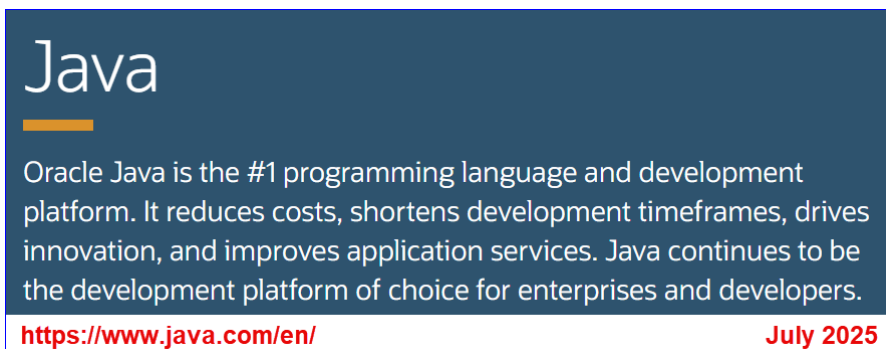 Java
Oracle Java is the #1 programming language and development
platform. It reduces costs, shortens development timeframes, drives
innovation, and improves application services. Java continues to be
the development platform of choice for enterprises and developers.
https://www.java.com/en/ July 2025